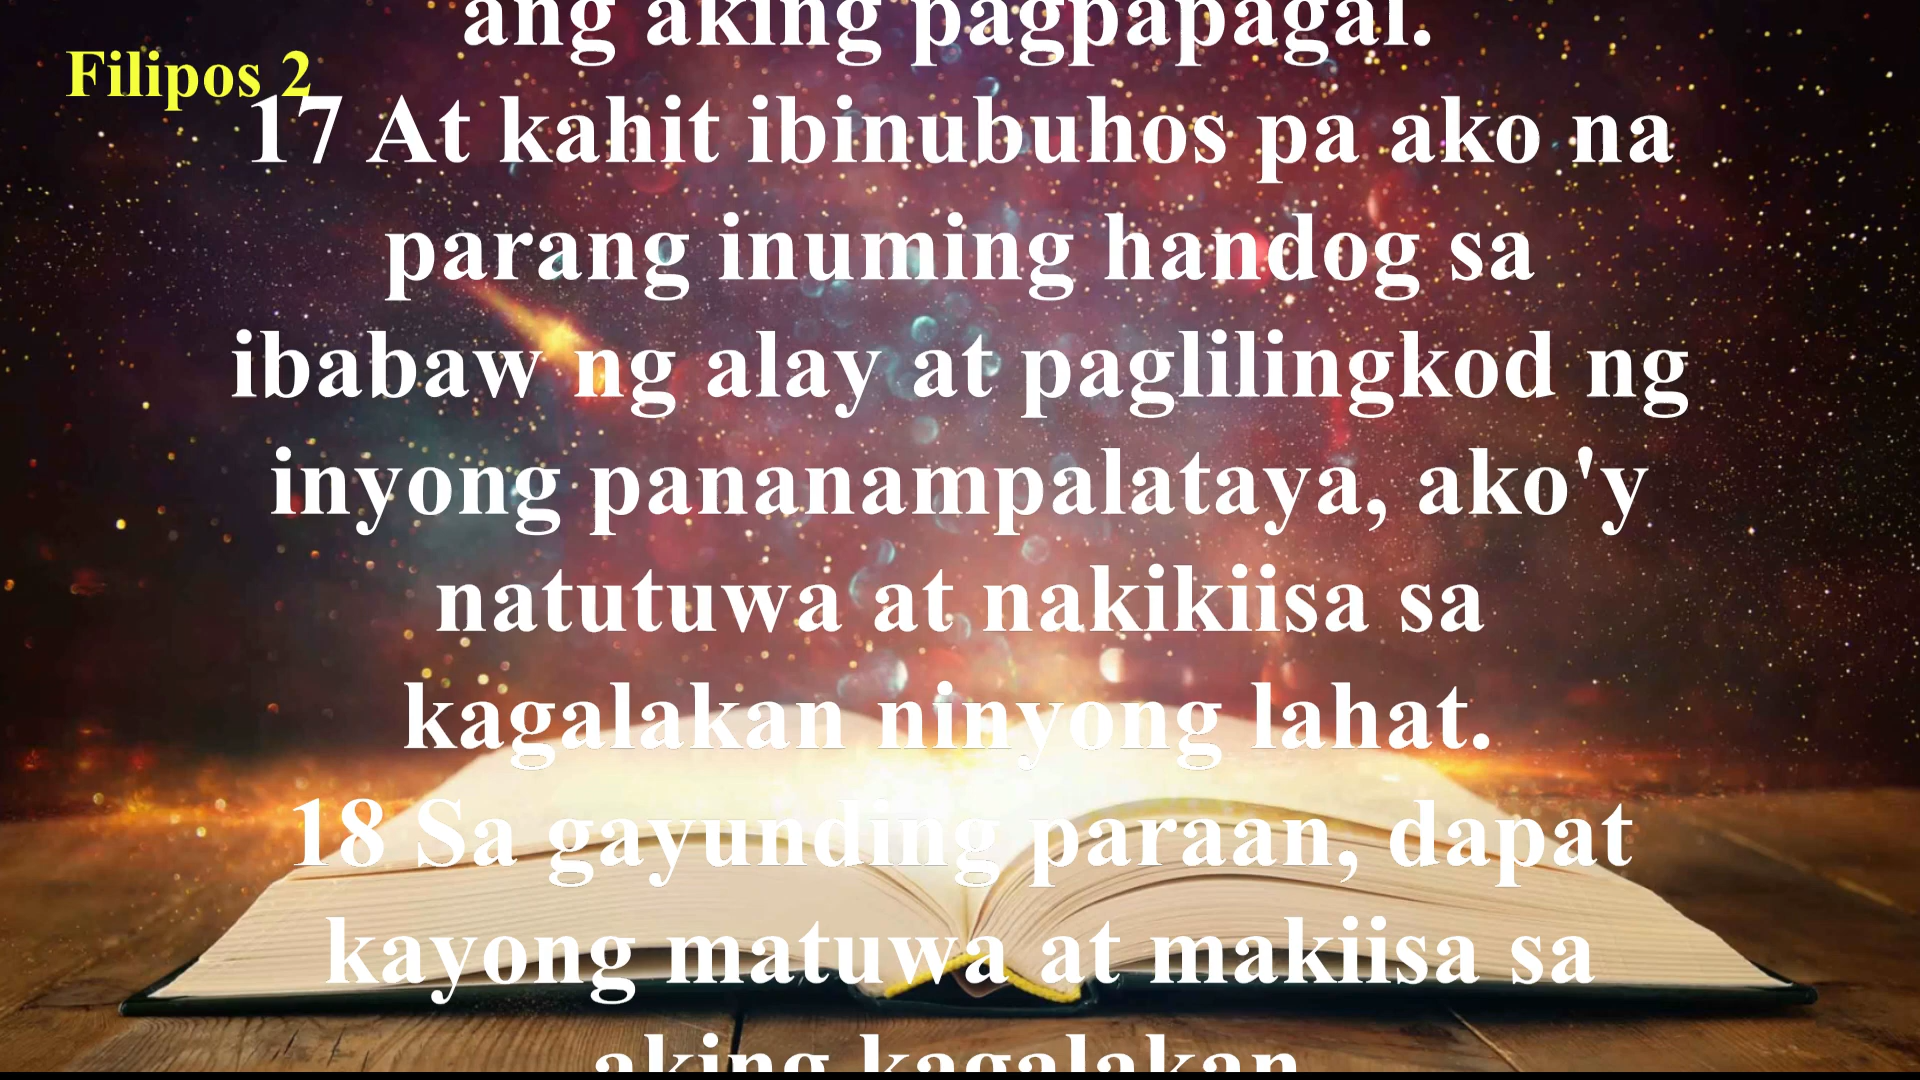 ang aking pagpapagal.
Filipos 2
17 At kahit ibinubuhos pa ako na
parang inuming handog sa
ibabaw ng alay at paglilingkod ng
inyong pananampalataya, ako'y
natutuwa at nakikiisa sa
kagalakan ninyong lahat.
18 Sa gayunding paraan, dapat
kayong matuwa at makiisa sa
aking kagalakan